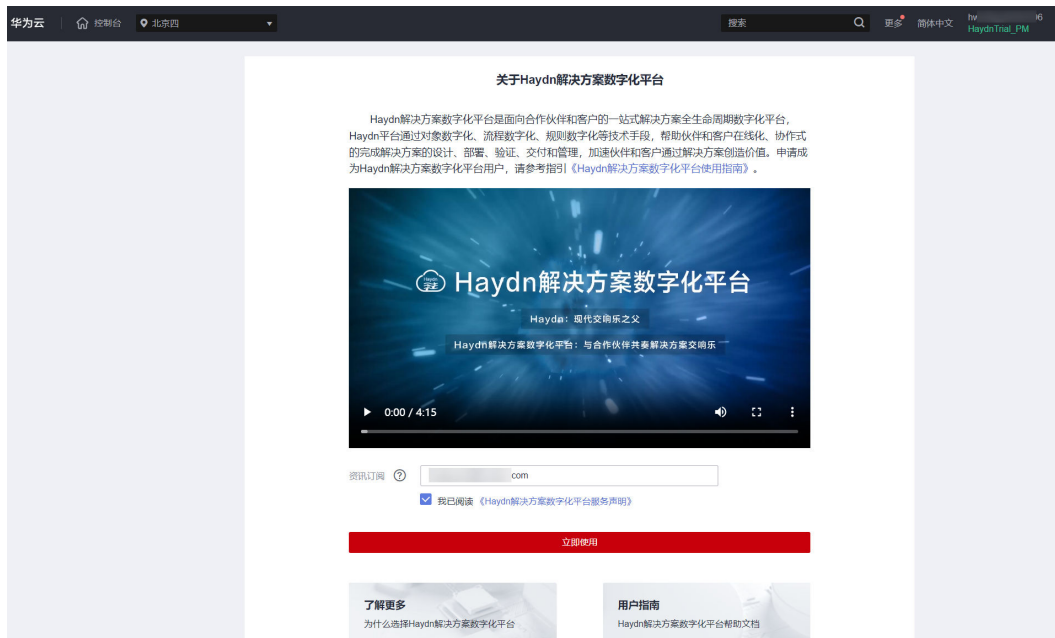 华为云 控制台 北京四 搜索 更多 简体中文
HaydnTrial_PM
关于Haydn解决方案数字化平台
Haydn解决方案数字化平台是面向合作伙伴和客户的一站式解决方案全生命周期数字化平台，
Haydn平台通过对象数字化、流程数字化、规则数字化等技术手段，帮助伙伴和客户在线化、协作式
的完成解决方案的设计、部署、验证、交付和管理，加速伙伴和客户通过解决方案创造价值。申请成
为Haydn解决方案数字化平台用户，请参考指引《Haydn解决方案数字化平台使用指南》。
Haydn解决方案数字化平台
Haydn：现代交响乐之父
Haydn解决方案数字化平台：与合作伙伴共奏解决方案交响乐
0:00 / 4:15
资讯订阅 com
我已阅读《Haydn解决方案数字化平台服务声明》
立即使用
了解更多
为什么选择Haydn解决方案数字化平台
用户指南
Haydn解决方案数字化平台帮助文档